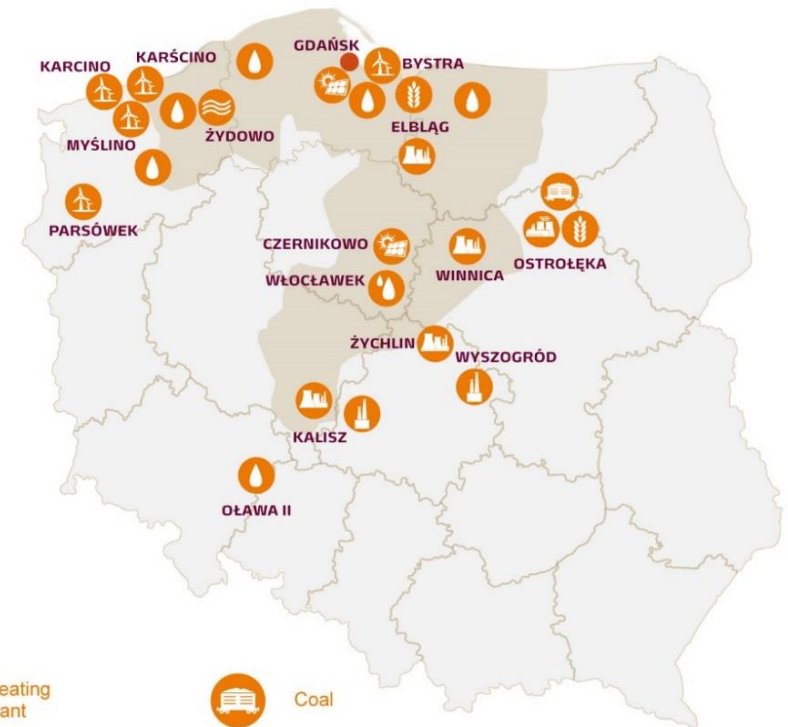 GDAŃSK
KARŚCINO
BYSTRA
KARCINO
ELBLĄG
ŻYDOWO
MYŚLINO
PARSÓWEK
CZERNIKOWO
OSTROŁĘKA
WINNICA
WŁOCŁAWEK
ŻYCHLIN
WYSZOGRÓD
KALISZ
OŁAWA II
eating
ant
Coal